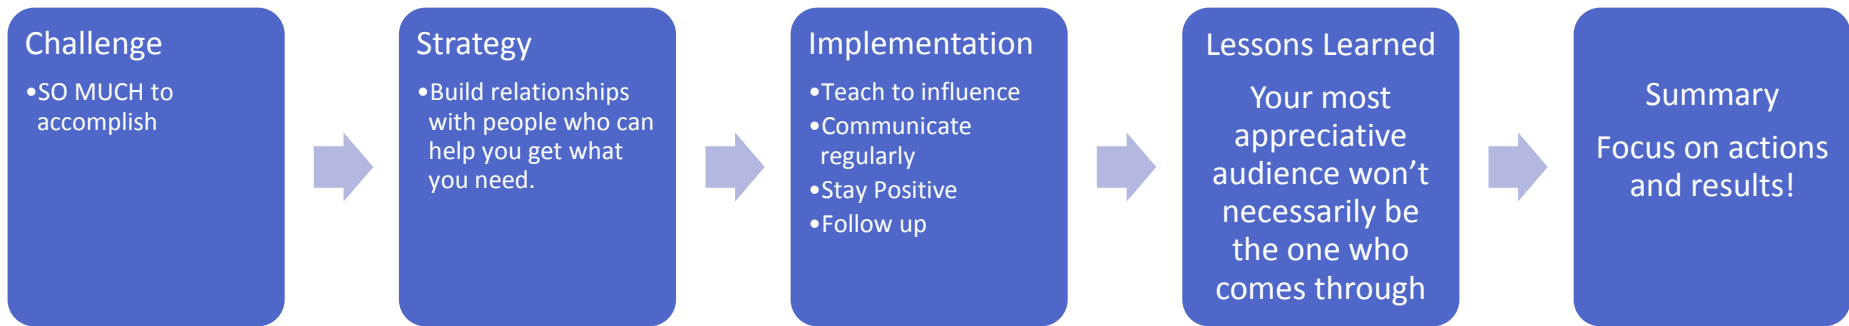 Challenge
•SO MUCH to
accomplish
Strategy
•Build relationships
with people who can
help you get what
you need.
Implementation
•Teach to influence
•Communicate
regularly
•Stay Positive
•Follow up
Lessons Learned
Your most
appreciative
audience won’t
necessarily be
the one who
comes through
Summary
Focus on actions
and results!